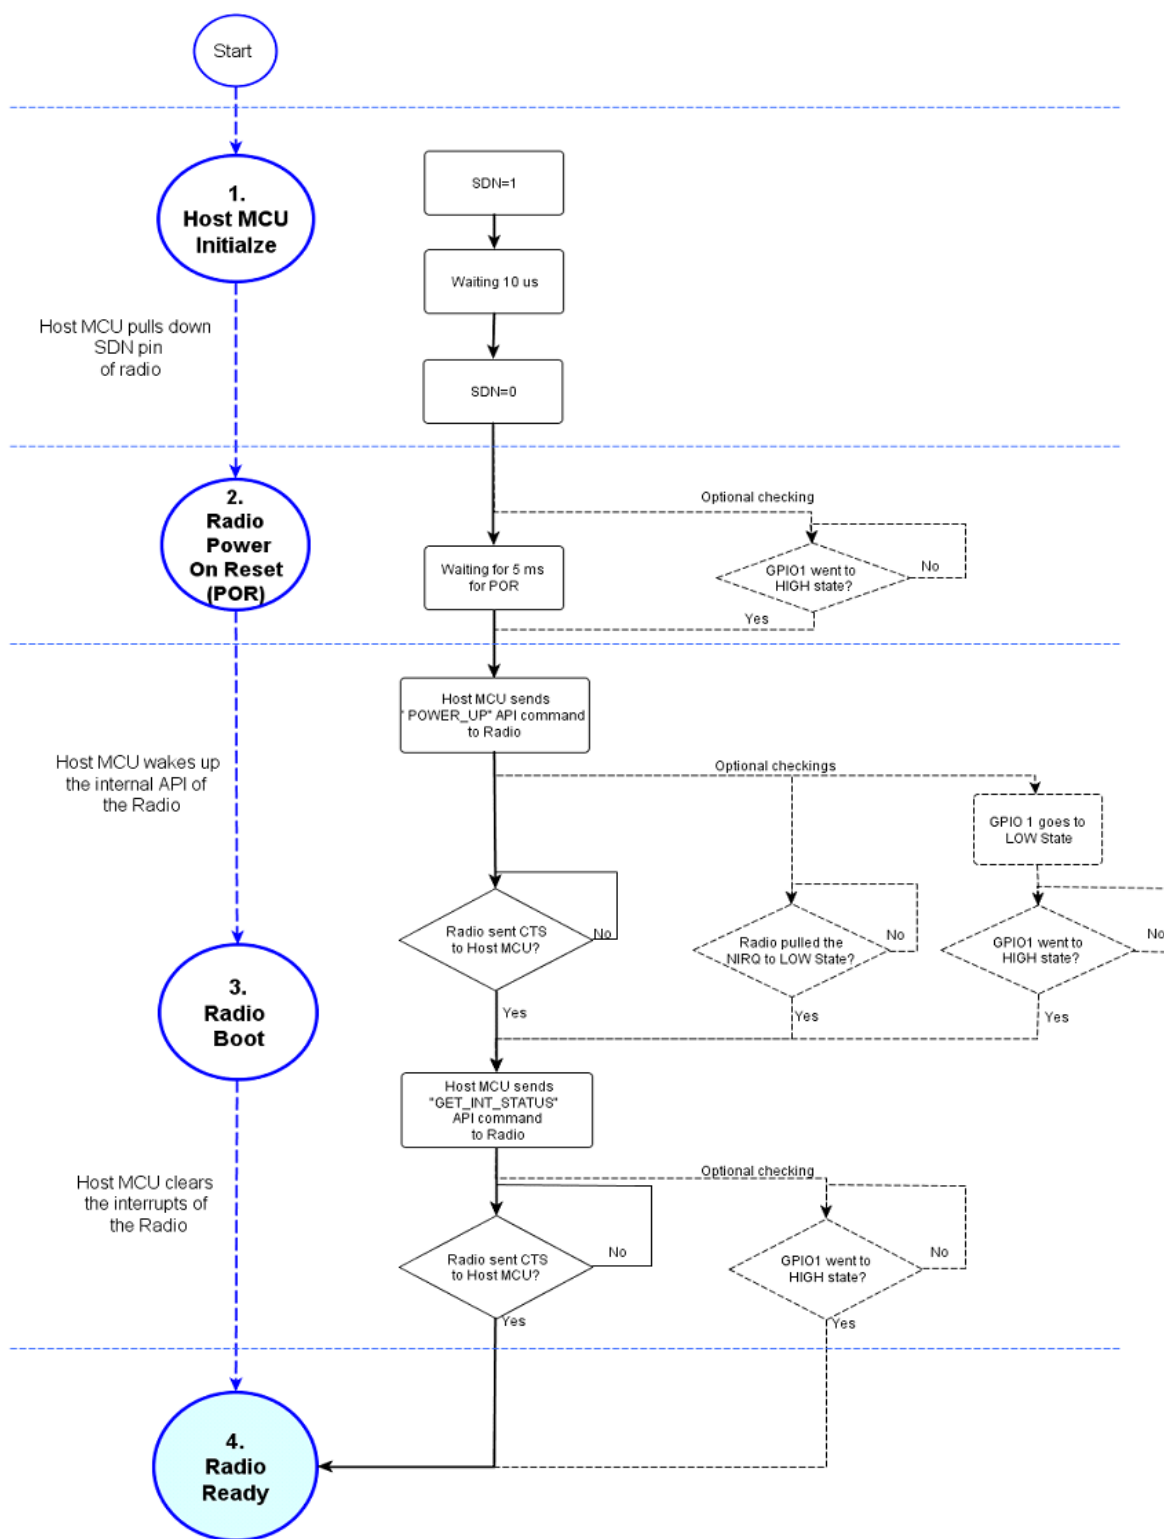 Start
1.
Host MCU
Initialze
SDN=1
Waiting 10 us
SDN=0
Host MCU pulls down
SDN pin
of radio
2.
Radio
Power
On Reset
(POR)
Optional checking
Waiting for 5 ms
for POR
GPIO1 went to
HIGH state?
No
Yes
Host MCU sends
" POWER_UP" API command
to Radio
Host MCU wakes up
the internal API of
the Radio
Optional checkings
GPIO 1 goes to
LOW State
Radio sent CTS
to Host MCU?
No
Radio pulled the
NIRQ to LOW State?
No
GPIO1 went to
HIGH state?
No
Yes
Yes
Yes
3.
Radio
Boot
Host MCU sends
"GET_INT_STATUS"
API command
to Radio
Host MCU clears
the interrupts of
the Radio
Optional checking
Radio sent CTS
to Host MCU?
No
GPIO1 went to
HIGH state?
No
Yes
Yes
4.
Radio
Ready